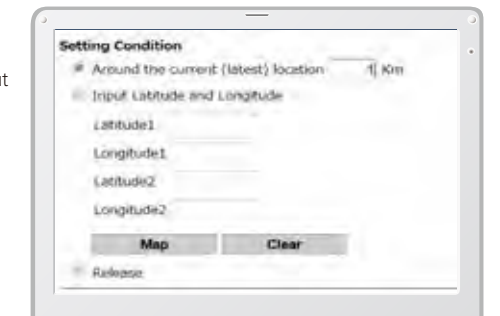 Setting Condition
Around the current (latest) location 1 Km
ut
Input Latitude and Longitude
Latitude1
Longitude1
Latitude2
Longitude2
Map Clear
Release